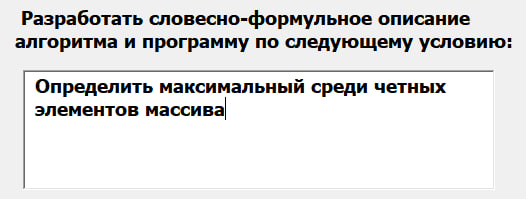 Разработать словесно-формульное описание
алгоритма и программу по следующему условию:
Определить максимальный среди четных
элементов массива